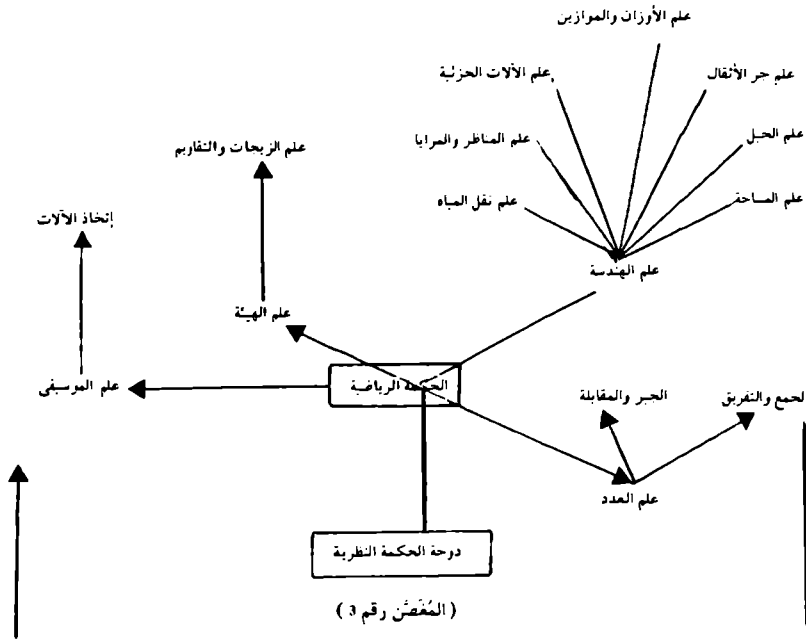 علم الأوزان والموازين
علم جر الأثقال
علم الآلات الحزئية
علم الحيل
علم المناظر والمرايا
علم الزيجات والتقاويم
علم المساحة
علم نقل المياه
إتخاذ الآلات
علم الهندسة
علم الهيئة
لحمع والتفريق
الجبر والمقابلة
الحكمة الرياضية
علم الموسيقى
علم العدد
دوحة الحكمة النظرية
(المُغَصَّن رقم 3)